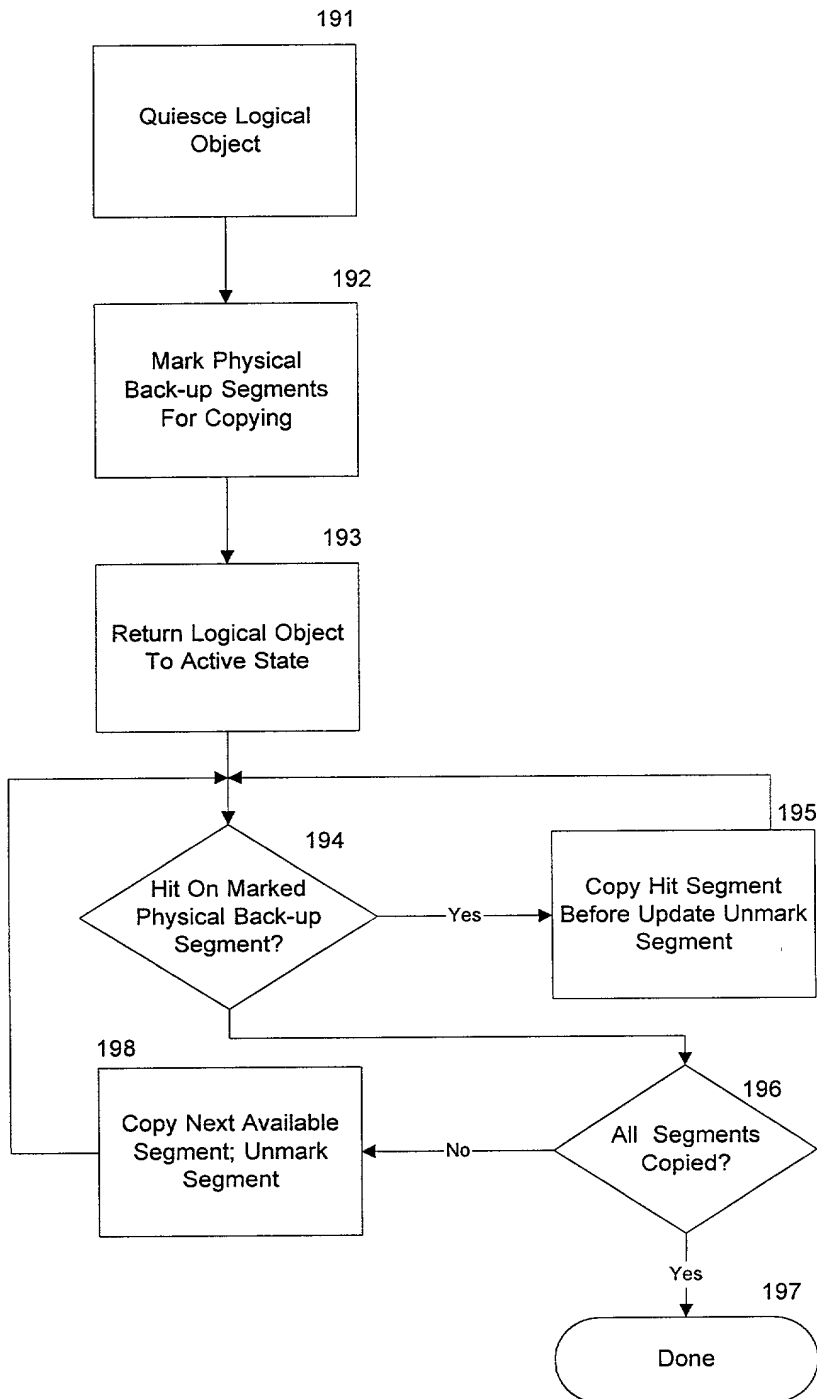 191
Quiesce Logical
Object
192
Mark Physical
Back-up Segments
For Copying
193
Return Logical Object
To Active State
194
Hit On Marked
Physical Back-up
Segment?
Yes
195
Copy Hit Segment
Before Update Unmark
Segment
198
Copy Next Available
Segment; Unmark
Segment
No
196
All Segments
Copied?
Yes
197
Done